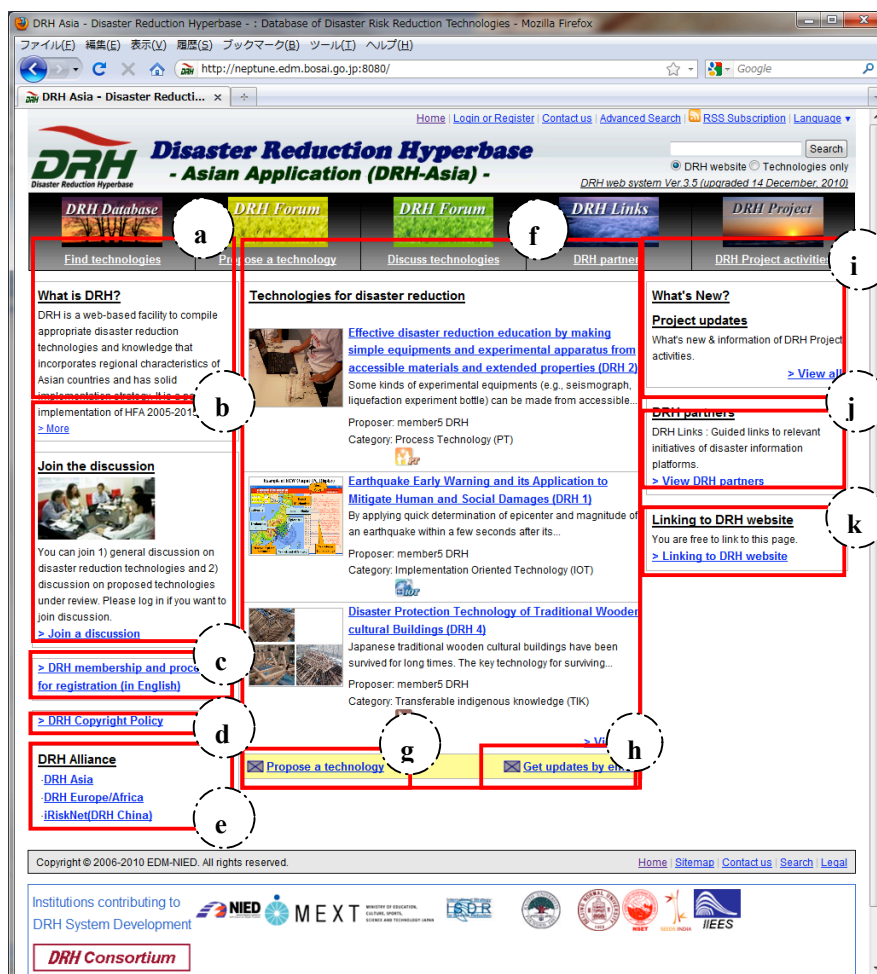 DRH Asia - Disaster Reduction Hyperbase - : Database of Disaster Risk Reduction Technologies - Mozilla Firefox
ファイル(F) 編集(E) 表示(V) 履歴(S) ブックマーク(B) ツール(T) ヘルプ(H)
http://neptune.edm.bosai.go.jp:8080/
Google
DRH Asia - Disaster Reducti...
Home | Login or Register | Contact us | Advanced Search | RSS Subscription | Language
DRH
Disaster Reduction Hyperbase
Disaster Reduction Hyperbase
- Asian Application (DRH-Asia) -
Search
DRH website Technologies only
DRH web system Ver.3.5 (upgraded 14 December, 2010)
DRH Database DRH Forum DRH Forum DRH Links DRH Project
Find technologies Propose a technology Discuss technologies DRH partner DRH Project activities
a
f
i
What is DRH?
DRH is a web-based facility to compile
appropriate disaster reduction
technologies and knowledge that
incorporates regional characteristics of
Asian countries and has solid
implementation of HFA 2005-
> More
b
Join the discussion
You can join 1) general discussion on
disaster reduction technologies and 2)
discussion on proposed technologies
under review. Please log in if you want to
join discussion.
> Join a discussion
c
> DRH membership and
for registration (in English)
> DRH Copyright Policy
d
DRH Alliance
·DRH Asia
·DRH Europe/Africa
·iRiskNet(DRH China)
e
Technologies for disaster reduction
Effective disaster reduction education by making
simple equipments and experimental apparatus from
accessible materials and extended properties (DRH 2)
Some kinds of experimental equipments (e.g., seismograph,
liquefaction experiment bottle) can be made from accessible...
Proposer: member5 DRH
Category: Process Technology (PT)
PT
Earthquake Early Warning and its Application to
Mitigate Human and Social Damages (DRH 1)
By applying quick determination of epicenter and magnitude of
an earthquake within a few seconds after its...
Proposer: member5 DRH
Category: Implementation Oriented Technology (IOT)
IOT
Disaster Protection Technology of Traditional Wooden
cultural Buildings (DRH 4)
Japanese traditional wooden cultural buildings have been
survived for long times. The key technology for surviving...
Proposer: member5 DRH
Category: Transferable indigenous knowledge (TIK)
g
h
Propose a technology Get updates by
What's New?
Project updates
What's new & information of DRH Project
activities.
> View all
j
DRH partners
DRH Links : Guided links to relevant
initiatives of disaster information
platforms.
> View DRH partners
k
Linking to DRH website
You are free to link to this page.
> Linking to DRH website
Copyright © 2006-2010 EDM-NIED. All rights reserved.
Home | Sitemap | Contact us | Search | Legal
Institutions contributing to
DRH System Development
NIED
MEXT
MINISTRY OF EDUCATION,
CULTURE, SPORTS,
SCIENCE AND TECHNOLOGY-JAPAN
ISDR
NSET
SEEDS INDIA
IIEES
DRH Consortium